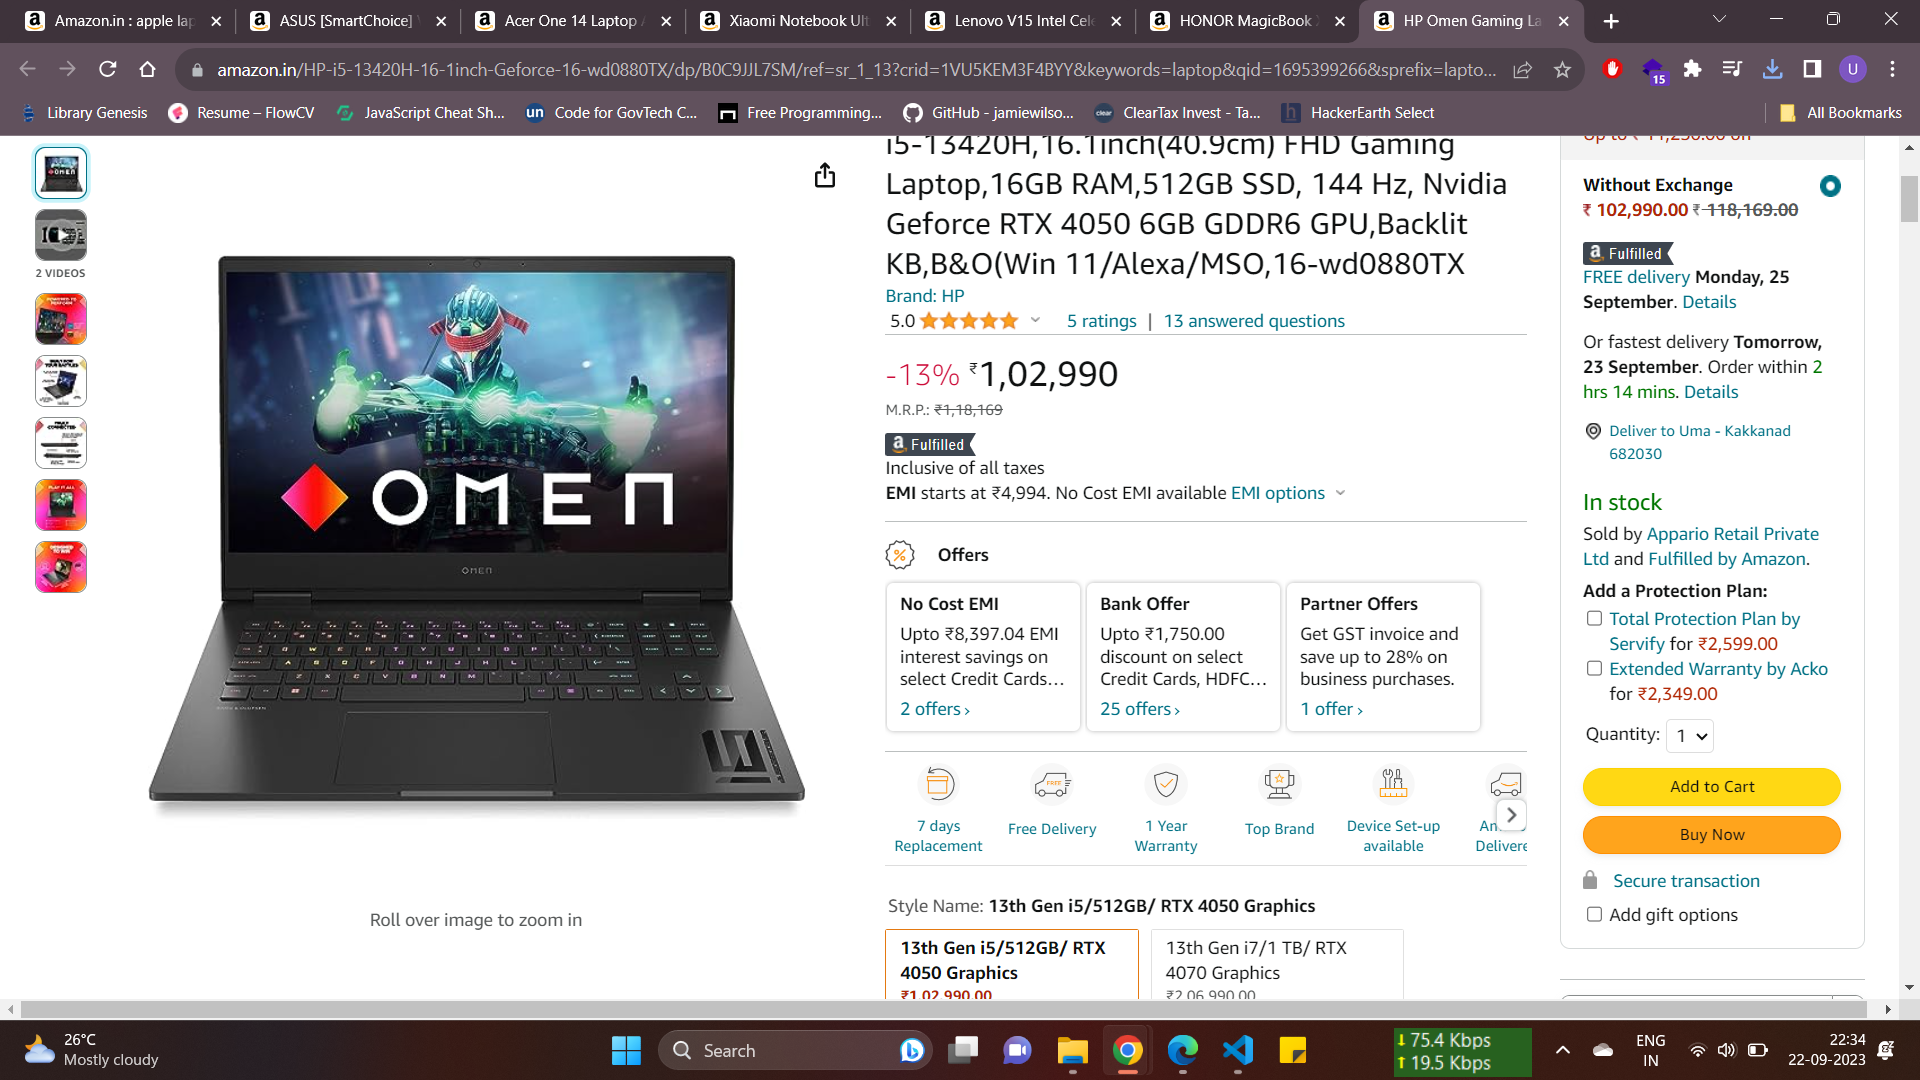 Amazon.in : apple lap
ASUS [SmartChoice] V
Acer One 14 Laptop A
Xiaomi Notebook Ult
Lenovo V15 Intel Cele
HONOR MagicBook X
HP Omen Gaming La
amazon.in/HP-i5-13420H-16-1inch-Geforce-16-wd0880TX/dp/B0C9JJL7SM/ref=sr_1_13?crid=1VU5KEM3F4BYY&keywords=laptop&qid=1695399266&sprefix=lapto...
15
U
Library Genesis
Resume – FlowCV
JavaScript Cheat Sh...
Code for GovTech C...
Free Programming...
GitHub - jamiewilso...
ClearTax Invest - Ta...
HackerEarth Select
All Bookmarks
2 VIDEOS
OMEN
OMEN
Roll over image to zoom in
i5-13420H,16.1inch(40.9cm) FHD Gaming
Laptop,16GB RAM,512GB SSD, 144 Hz, Nvidia
Geforce RTX 4050 6GB GDDR6 GPU,Backlit
KB,B&O(Win 11/Alexa/MSO,16-wd0880TX
Brand: HP
5.0
5 ratings | 13 answered questions
-13% ₹1,02,990
M.R.P.: ₹1,18,169
a Fulfilled
Inclusive of all taxes
EMI starts at ₹4,994. No Cost EMI available EMI options
Offers
No Cost EMI
Upto ₹8,397.04 EMI
interest savings on
select Credit Cards…
2 offers ›
Bank Offer
Upto ₹1,750.00
discount on select
Credit Cards, HDFC…
25 offers ›
Partner Offers
Get GST invoice and
save up to 28% on
business purchases.
1 offer ›
7 days
Replacement
FREE
Free Delivery
1 Year
Warranty
Top Brand
Device Set-up
available
Delivere
Style Name: 13th Gen i5/512GB/ RTX 4050 Graphics
13th Gen i5/512GB/ RTX
4050 Graphics
₹1,02,990.00
13th Gen i7/1 TB/ RTX
4070 Graphics
₹2,06,990.00
Without Exchange
₹ 102,990.00 ₹ 118,169.00
a Fulfilled
FREE delivery Monday, 25
September. Details
Or fastest delivery Tomorrow,
23 September. Order within 2
hrs 14 mins. Details
Deliver to Uma - Kakkanad
682030
In stock
Sold by Appario Retail Private
Ltd and Fulfilled by Amazon.
Add a Protection Plan:
Total Protection Plan by
Servify for ₹2,599.00
Extended Warranty by Acko
for ₹2,349.00
Quantity: 1
Add to Cart
Buy Now
Secure transaction
Add gift options
26°C
Mostly cloudy
Search
75.4 Kbps
19.5 Kbps
ENG
IN
22:34
22-09-2023